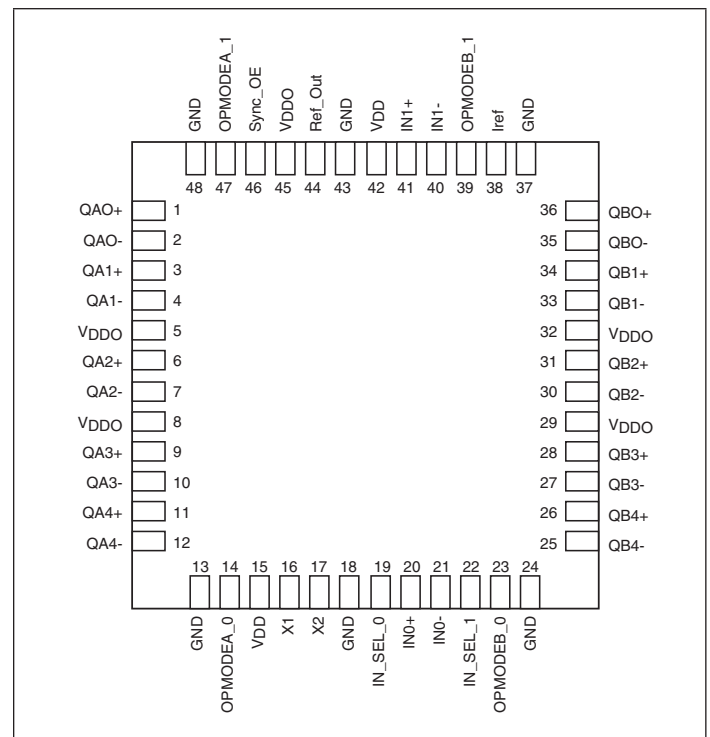 GND OPMODEA_1 Sync_OE VDDO Ref_Out GND VDD IN1+ IN1- OPMODEB_1 Iref GND
48 47 46 45 44 43 42 41 40 39 38 37
QAO+ 1 36 QBO+
QAO- 2 35 QBO-
QA1+ 3 34 QB1+
QA1- 4 33 QB1-
VDDO 5 32 VDDO
QA2+ 6 31 QB2+
QA2- 7 30 QB2-
VDDO 8 29 VDDO
QA3+ 9 28 QB3+
QA3- 10 27 QB3-
QA4+ 11 26 QB4+
QA4- 12 25 QB4-
13 14 15 16 17 18 19 20 21 22 23 24
GND OPMODEA_0 VDD X1 X2 GND IN_SEL_0 IN0+ IN0- IN_SEL_1 OPMODEB_0 GND